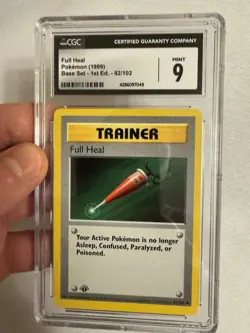 CGC
CERTIFIED GUARANTY COMPANY
Full Heal
Pokémon (1999)
Base Set - 1st Ed. - 82/102
MINT
9
4286097049
TRAINER
Full Heal
Your Active Pokémon is no longer
Asleep, Confused, Paralyzed, or
Poisoned.